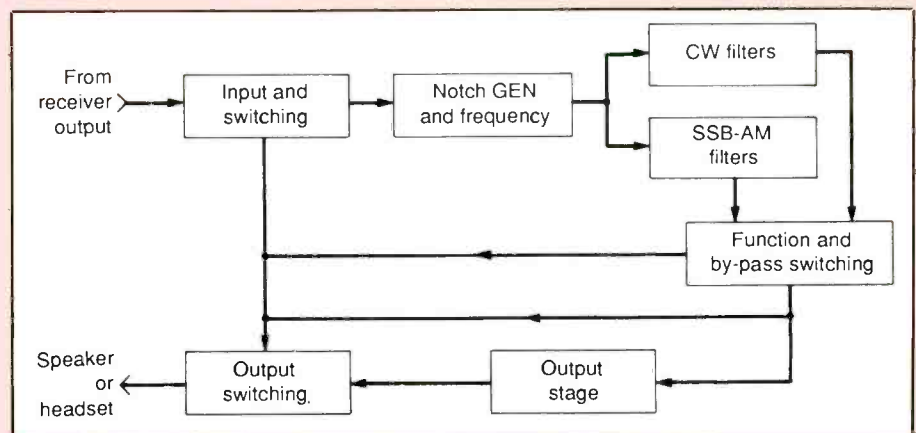 From
receiver
output
Input and
switching
Notch GEN
and frequency
CW filters
SSB-AM
filters
Function and
by-pass switching
Speaker
or
headset
Output
switching
Output
stage